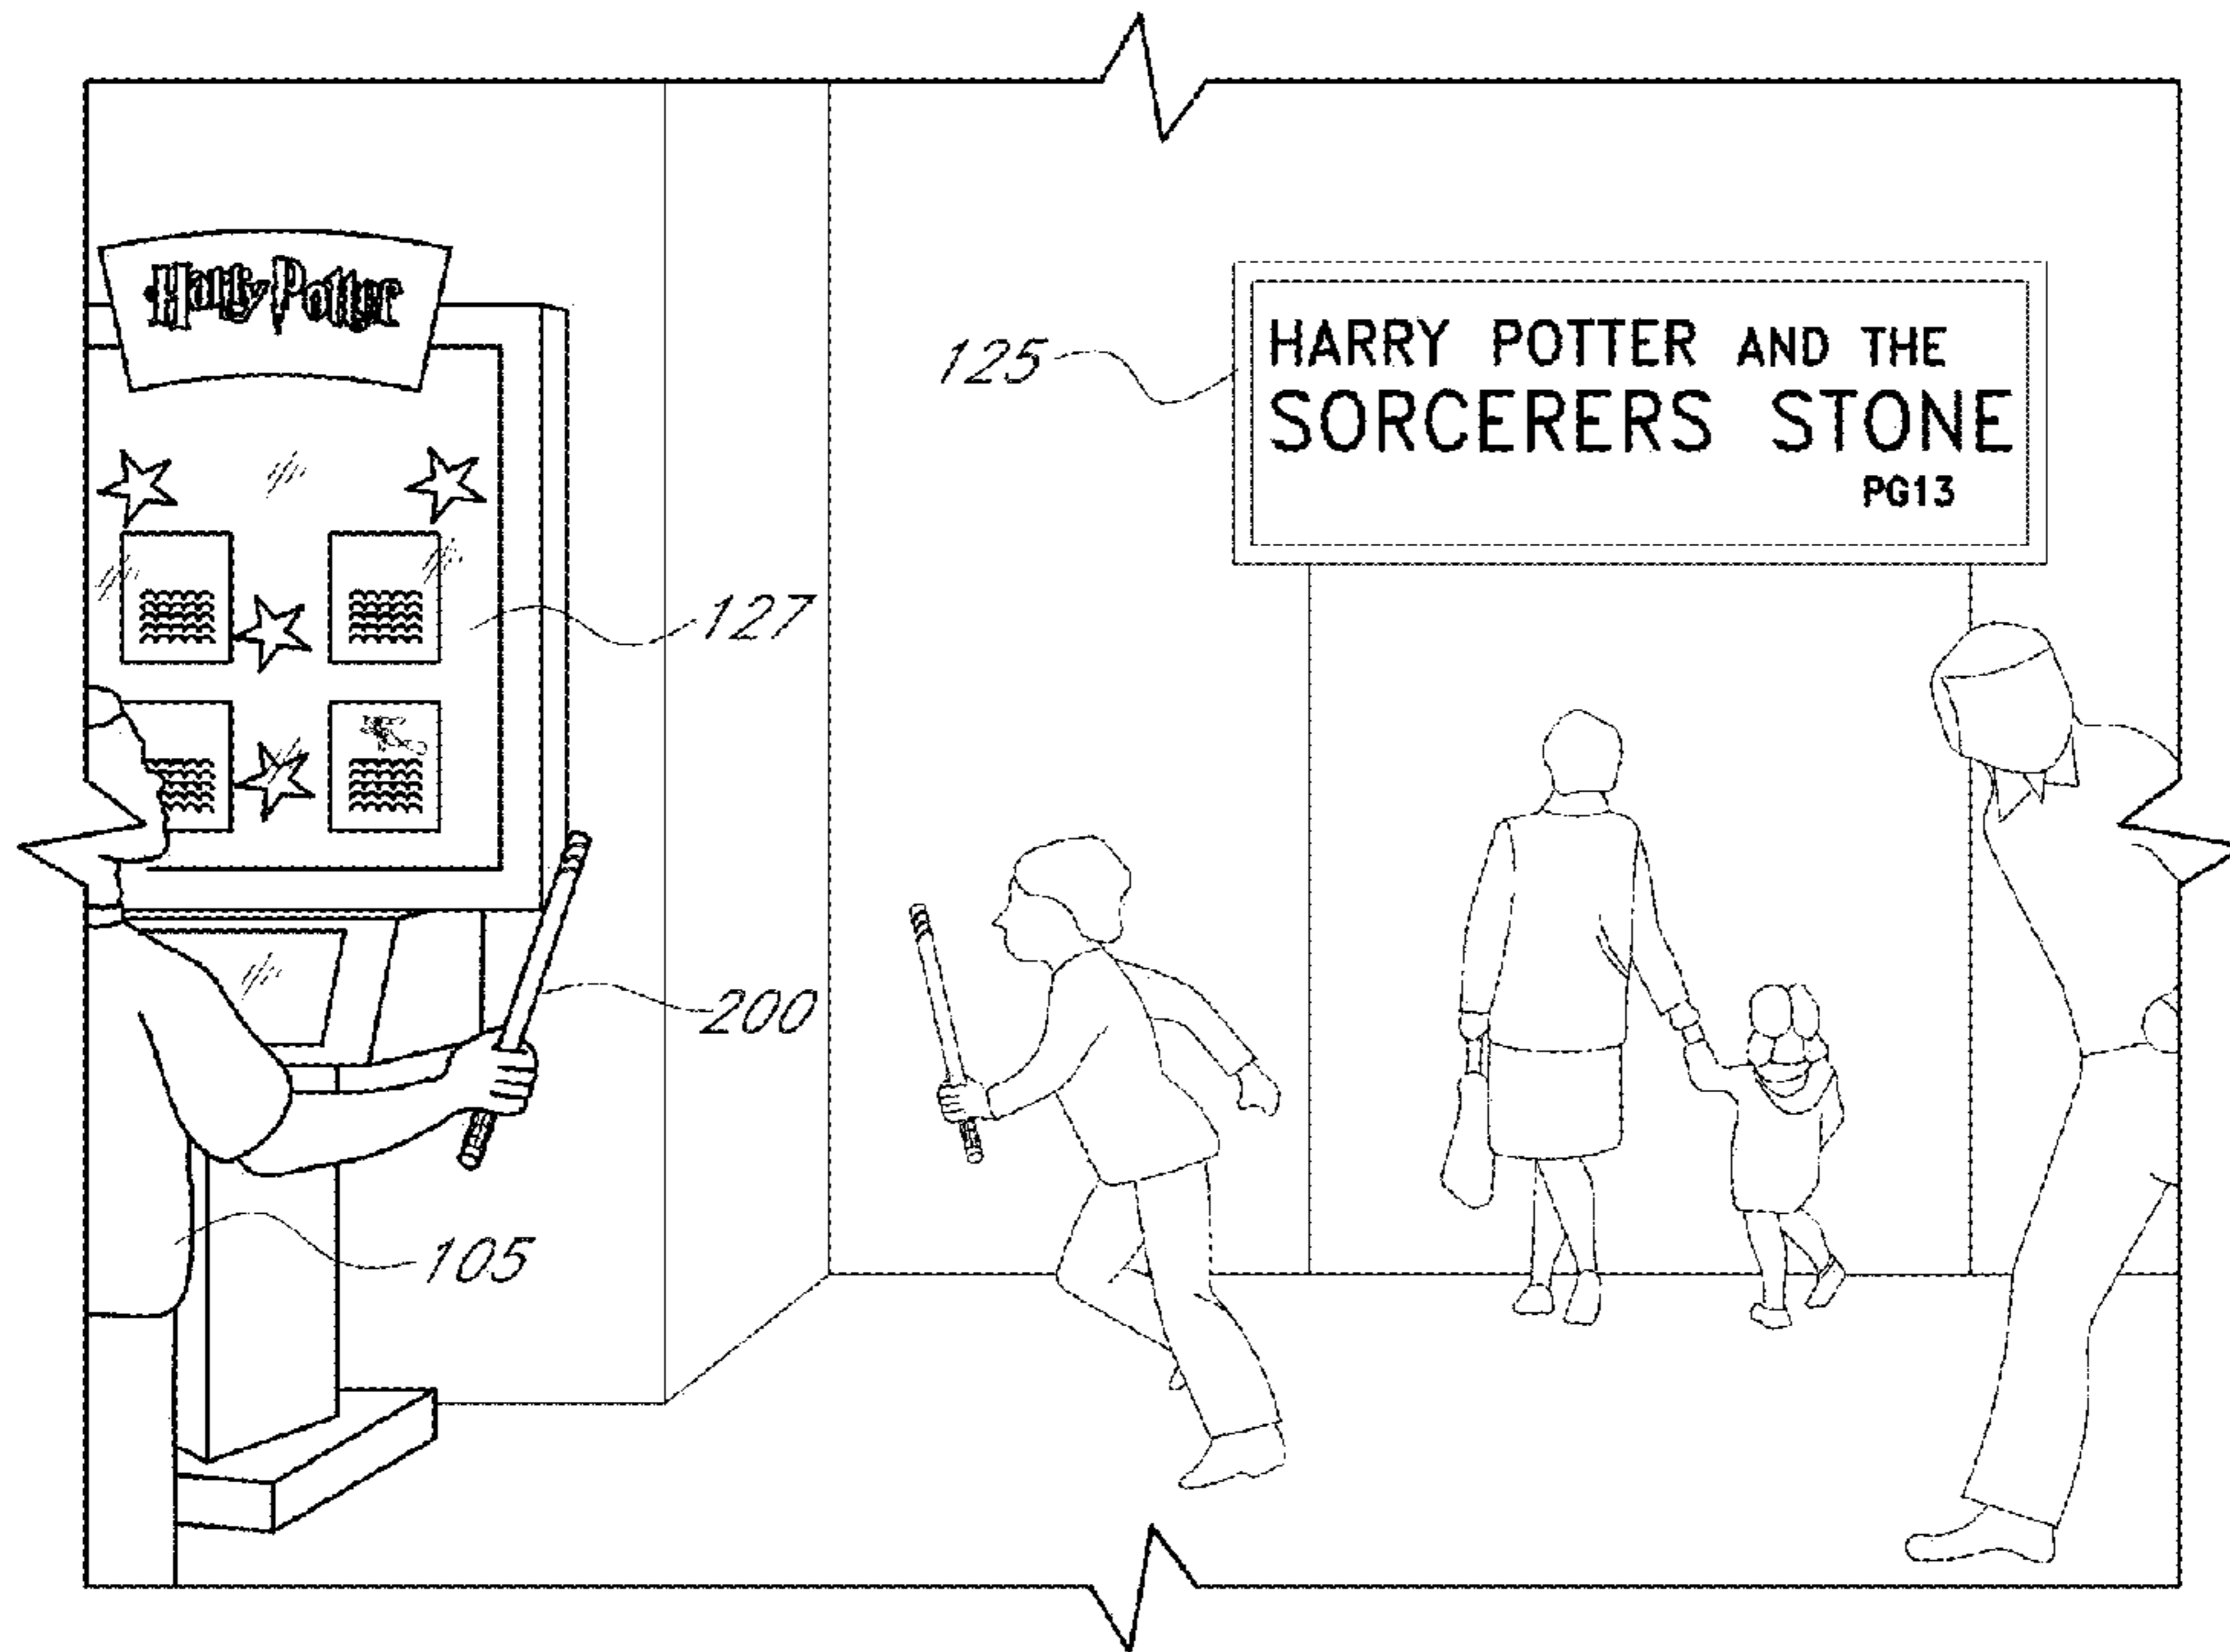 Harry Potter
125
HARRY POTTER AND THE
SORCERERS STONE
PG13
127
200
105